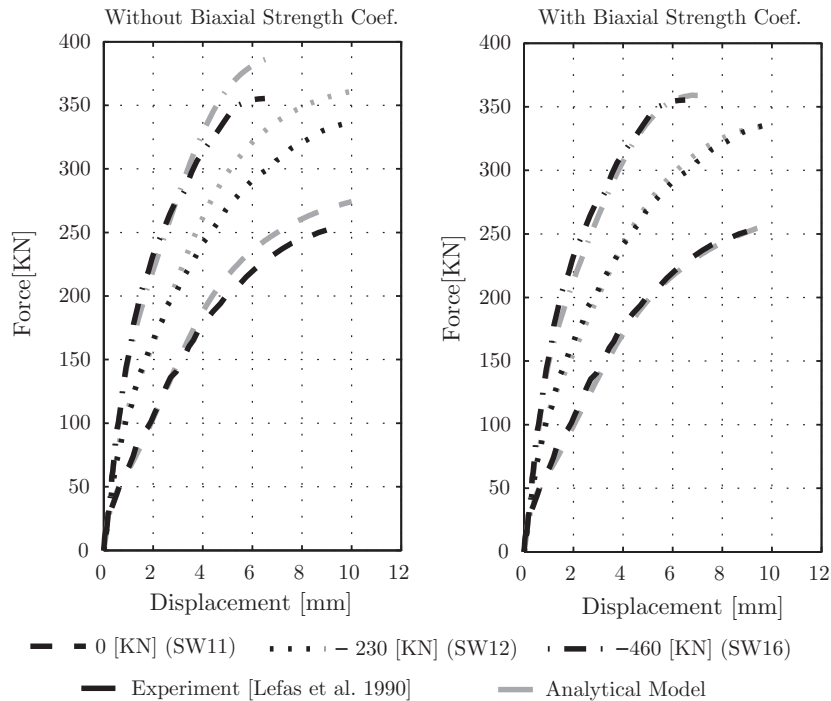 Without Biaxial Strength Coef.
With Biaxial Strength Coef.
400
350
300
250
200
150
100
50
0
Force[KN]
0 2 4 6 8 10 12
Displacement [mm]
400
350
300
250
200
150
100
50
0
Force[KN]
0 2 4 6 8 10 12
Displacement [mm]
0 [KN] (SW11)
− 230 [KN] (SW12)
−460 [KN] (SW16)
Experiment [Lefas et al. 1990]
Analytical Model